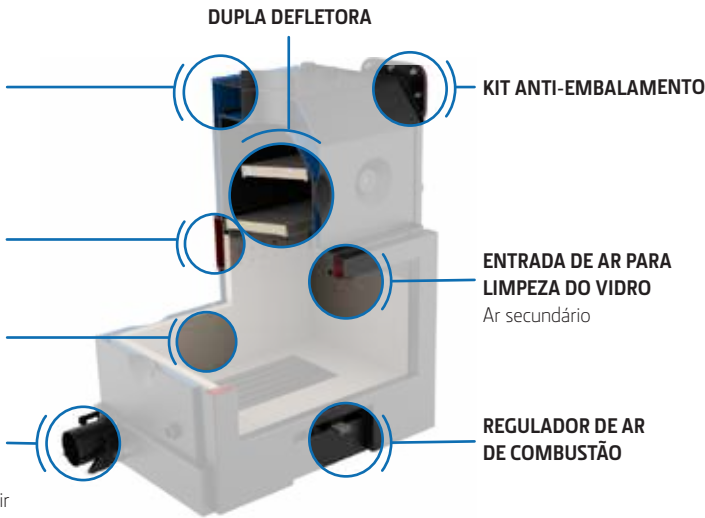 DUPLA DEFLETORA
KIT ANTI-EMBALAMENTO
ENTRADA DE AR PARA
LIMPEZA DO VIDRO
Ar secundário
REGULADOR DE AR
DE COMBUSTÃO
ir